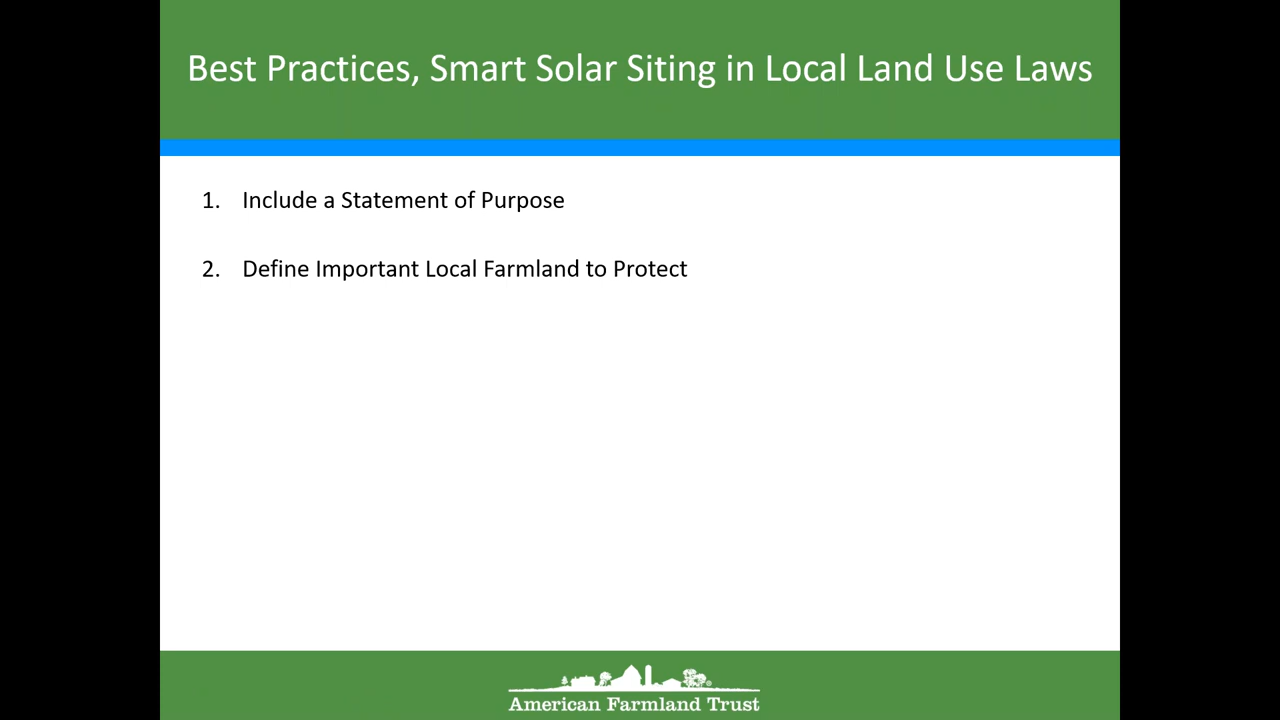 Best Practices, Smart Solar Siting in Local Land Use Laws
1. Include a Statement of Purpose
2. Define Important Local Farmland to Protect
American Farmland Trust